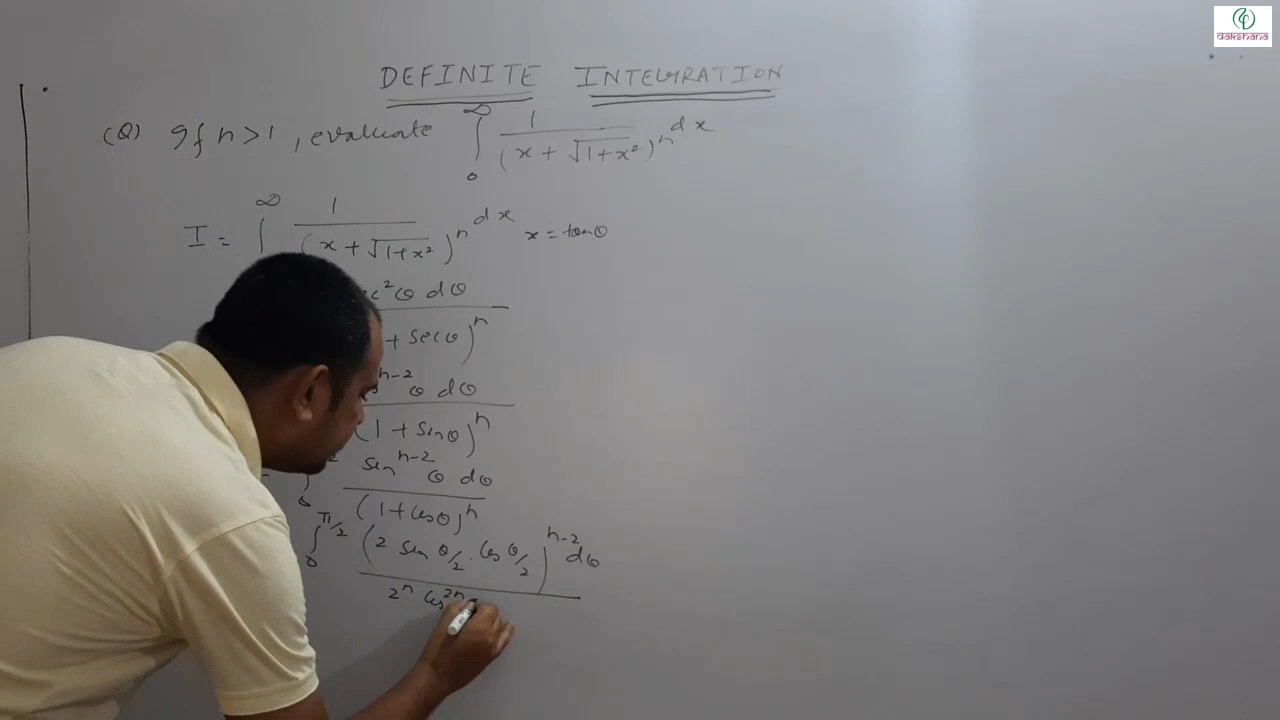 dakshana
DEFINITE INTEGRATION
(Q) If n > 1, evaluate ∫₀^∞ 1/(x + √(1+x²))ⁿ dx
I = ∫^∞ 1/(x + √(1+x²))ⁿ dx x = tanθ
c²θ dθ
+ secθ)ⁿ
n-2 θ dθ
(1 + sinθ)ⁿ
= ∫₀ sinⁿ⁻²θ dθ
(1 + cosθ)ⁿ
∫₀^π/2 (2 sin θ/2 . cos θ/2)ⁿ⁻² dθ
2ⁿ cos²ⁿ